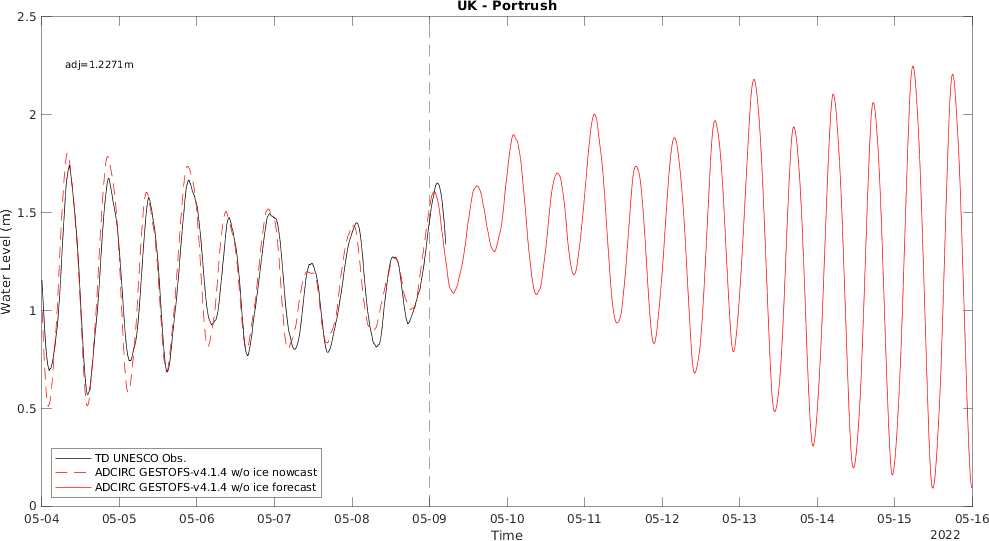 UK - Portrush
2.5
adj=1.2271m
2
1.5
Water Level (m)
1
0.5
TD UNESCO Obs.
ADCIRC GESTOFS-v4.1.4 w/o ice nowcast
ADCIRC GESTOFS-v4.1.4 w/o ice forecast
0
05-04 05-05 05-06 05-07 05-08 05-09 05-10 05-11 05-12 05-13 05-14 05-15 05-16
Time
2022